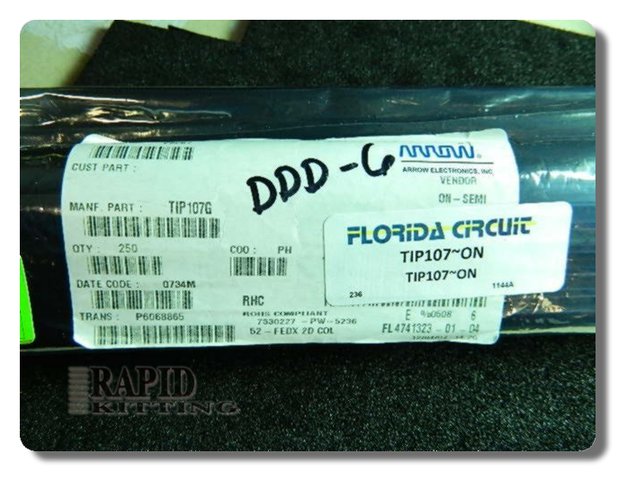 CUST PART :
DDD-6
ARROW
ARROW ELECTRONICS, INC.
VENDOR
ON-SEMI
MANF. PART : TIP107G
QTY : 250
COO : PH
DATE CODE : 0734M
RHC
ROHS COMPLIANT
TRANS : P6068865
7330227 -PW-5236
52-FEDX 2D COL
FL4741323-01-04
FLORIDA CIRCUIT
TIP107~ON
TIP107~ON
236
1144A
RAPID
KITTING